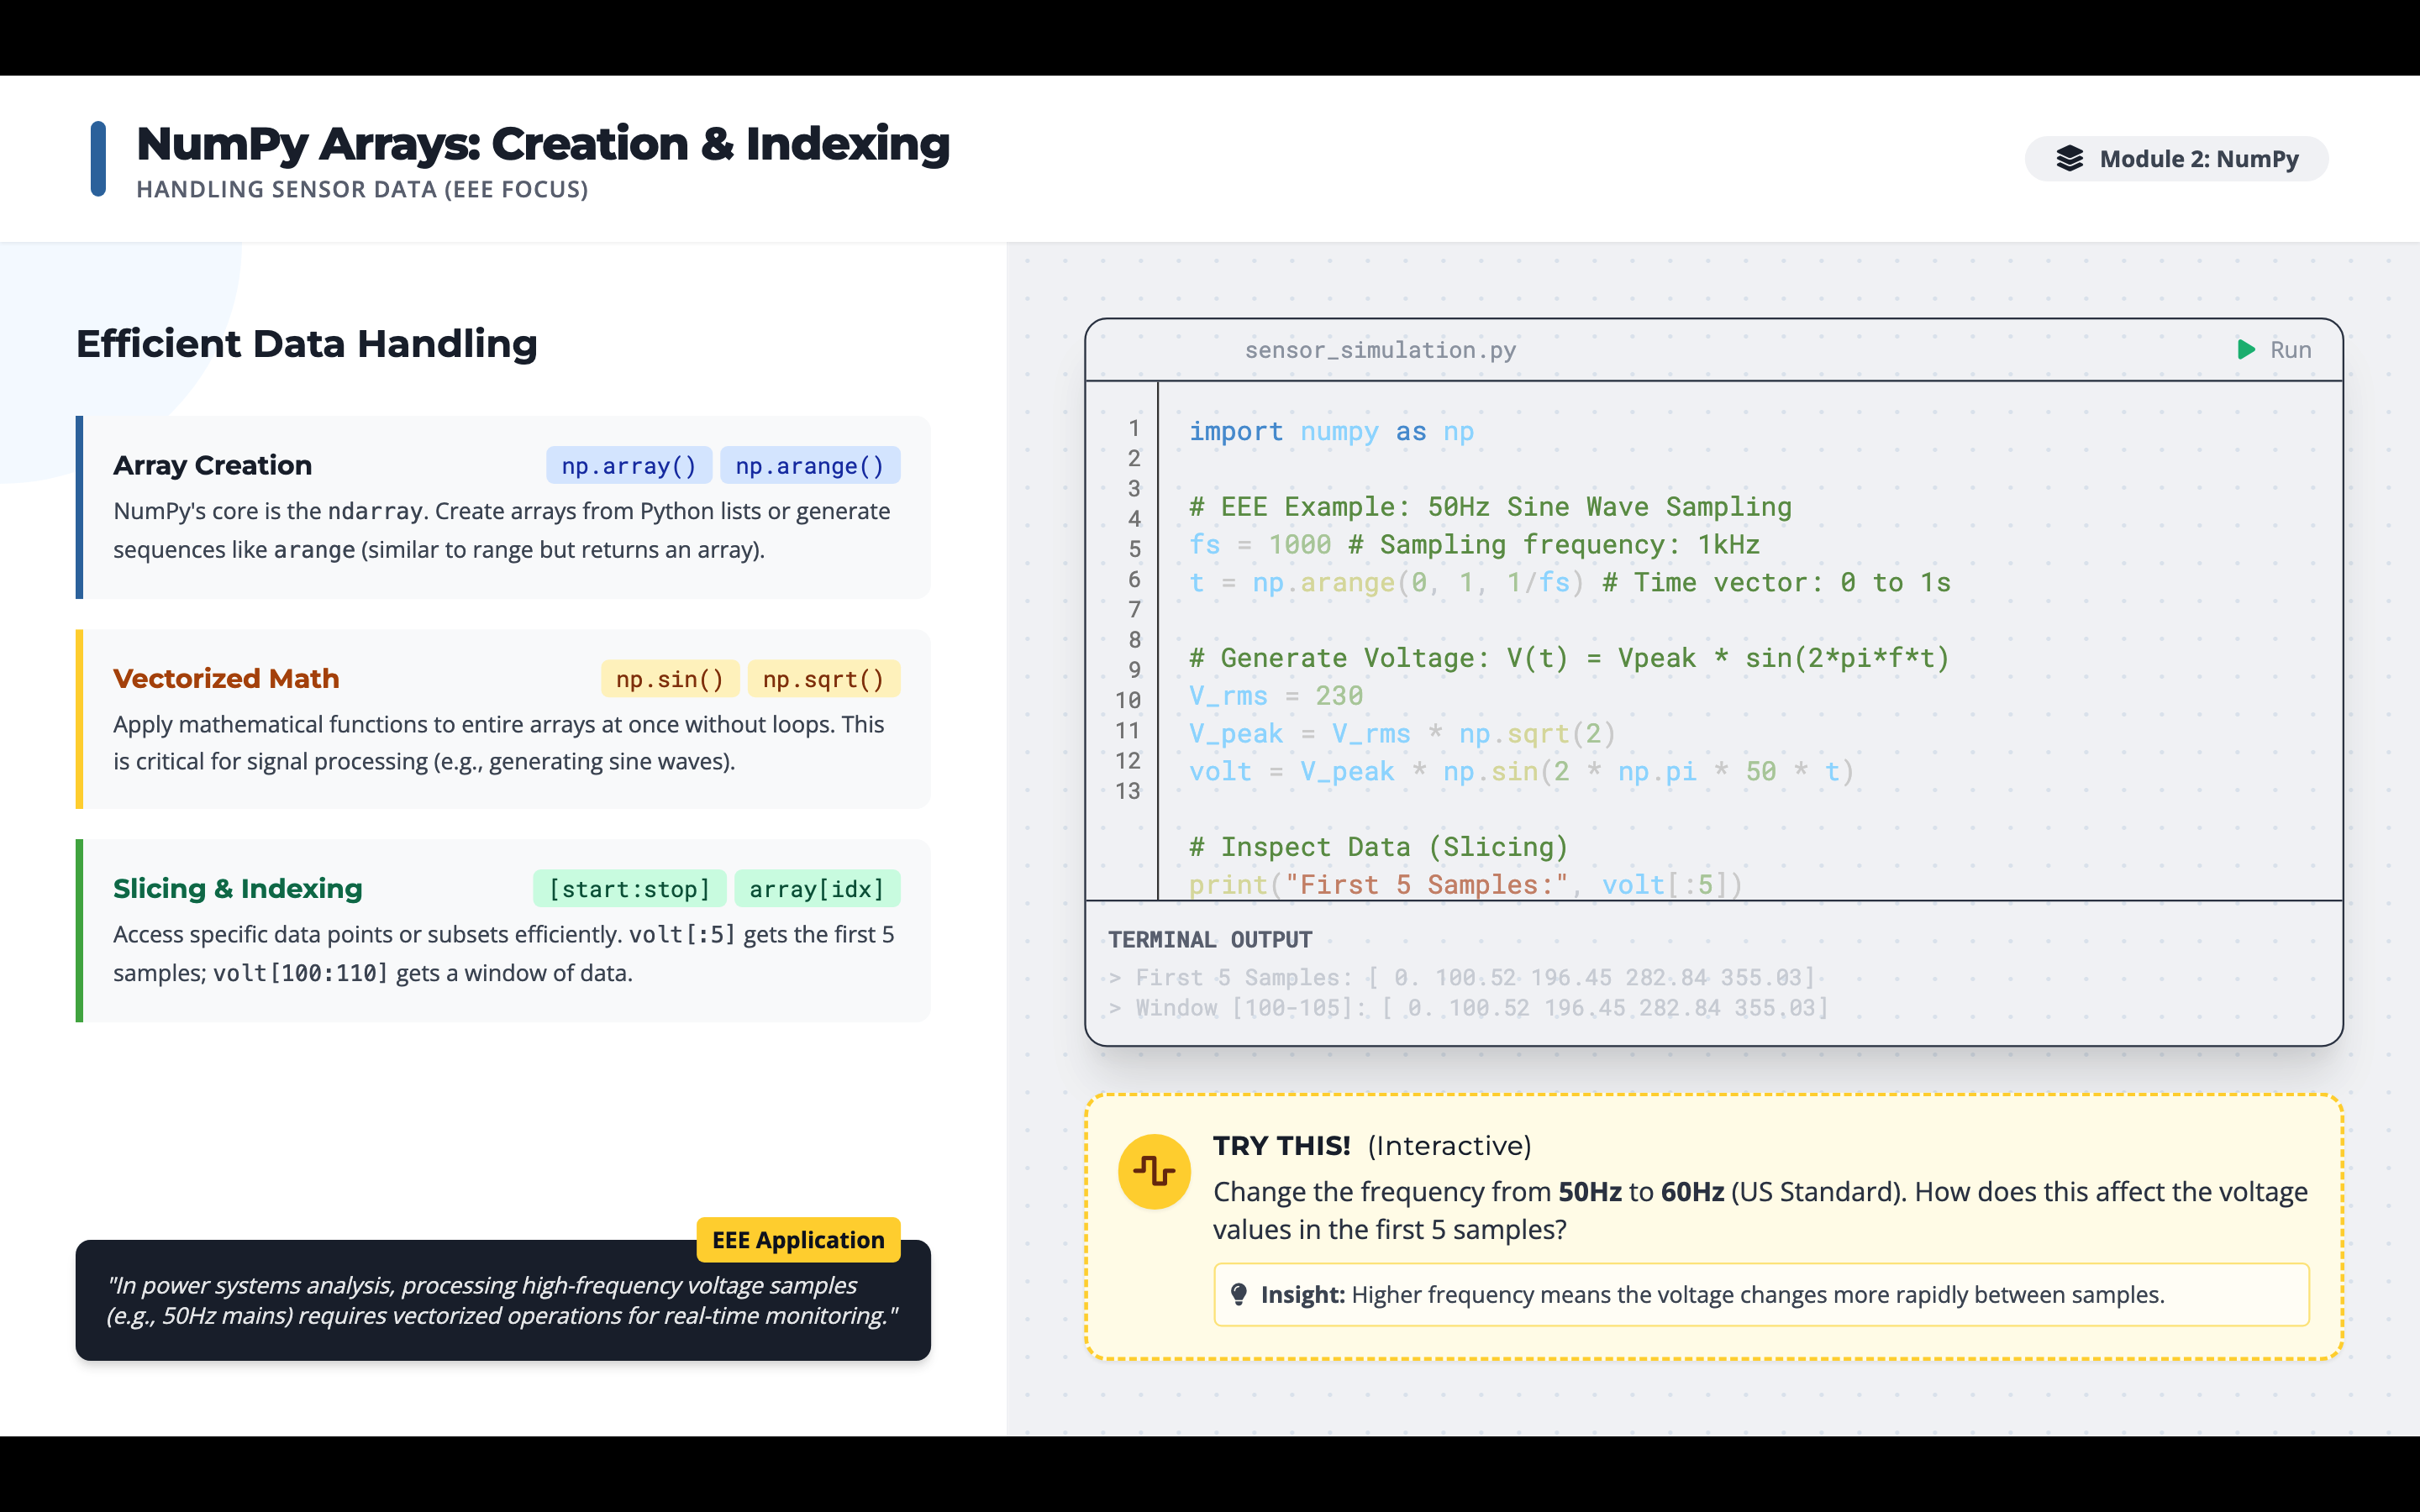 NumPy Arrays: Creation & Indexing
HANDLING SENSOR DATA (EEE FOCUS)
Module 2: NumPy
Efficient Data Handling
Array Creation
np.array() np.arange()
NumPy's core is the ndarray. Create arrays from Python lists or generate
sequences like arange (similar to range but returns an array).
Vectorized Math
np.sin() np.sqrt()
Apply mathematical functions to entire arrays at once without loops. This
is critical for signal processing (e.g., generating sine waves).
Slicing & Indexing
[start:stop] array[idx]
Access specific data points or subsets efficiently. volt[:5] gets the first 5
samples; volt[100:110] gets a window of data.
EEE Application
"In power systems analysis, processing high-frequency voltage samples
(e.g., 50Hz mains) requires vectorized operations for real-time monitoring."
sensor_simulation.py
Run
1
2
3
4
5
6
7
8
9
10
11
12
13
import numpy as np
# EEE Example: 50Hz Sine Wave Sampling
fs = 1000 # Sampling frequency: 1kHz
t = np.arange(0, 1, 1/fs) # Time vector: 0 to 1s
# Generate Voltage: V(t) = Vpeak * sin(2*pi*f*t)
V_rms = 230
V_peak = V_rms * np.sqrt(2)
volt = V_peak * np.sin(2 * np.pi * 50 * t)
# Inspect Data (Slicing)
print("First 5 Samples:", volt[:5])
TERMINAL OUTPUT
> First 5 Samples: [ 0. 100.52 196.45 282.84 355.03]
> Window [100-105]: [ 0. 100.52 196.45 282.84 355.03]
TRY THIS! (Interactive)
Change the frequency from 50Hz to 60Hz (US Standard). How does this affect the voltage
values in the first 5 samples?
Insight: Higher frequency means the voltage changes more rapidly between samples.